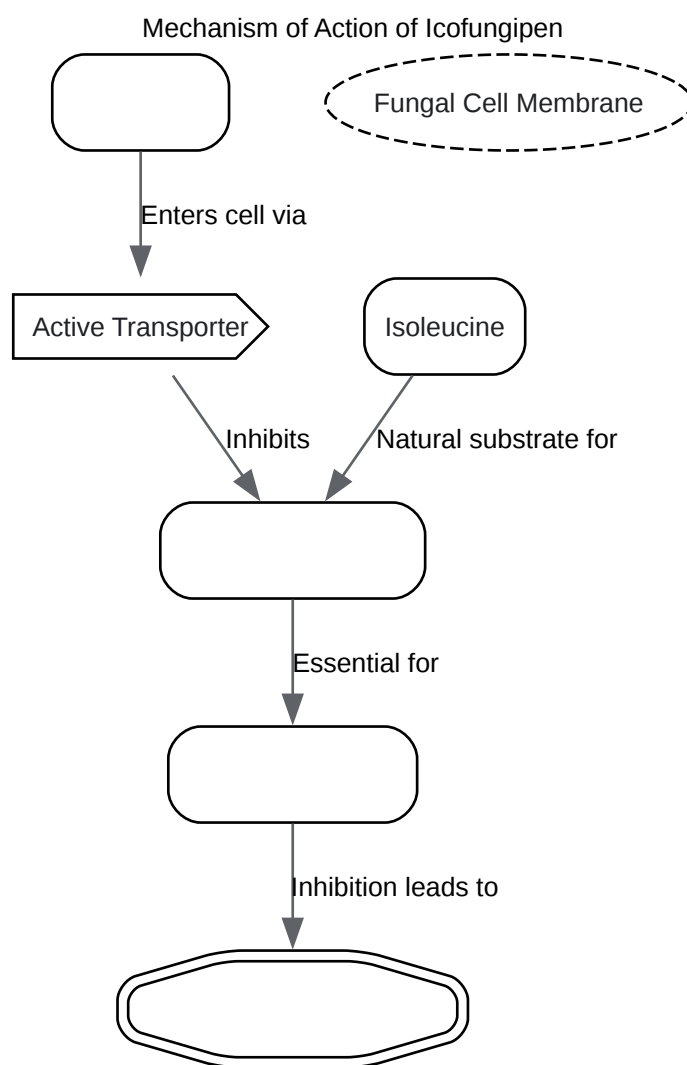 Mechanism of Action of Icofungipen
Fungal Cell Membrane
Enters cell via
Active Transporter
Isoleucine
Inhibits
Natural substrate for
Essential for
Inhibition leads to